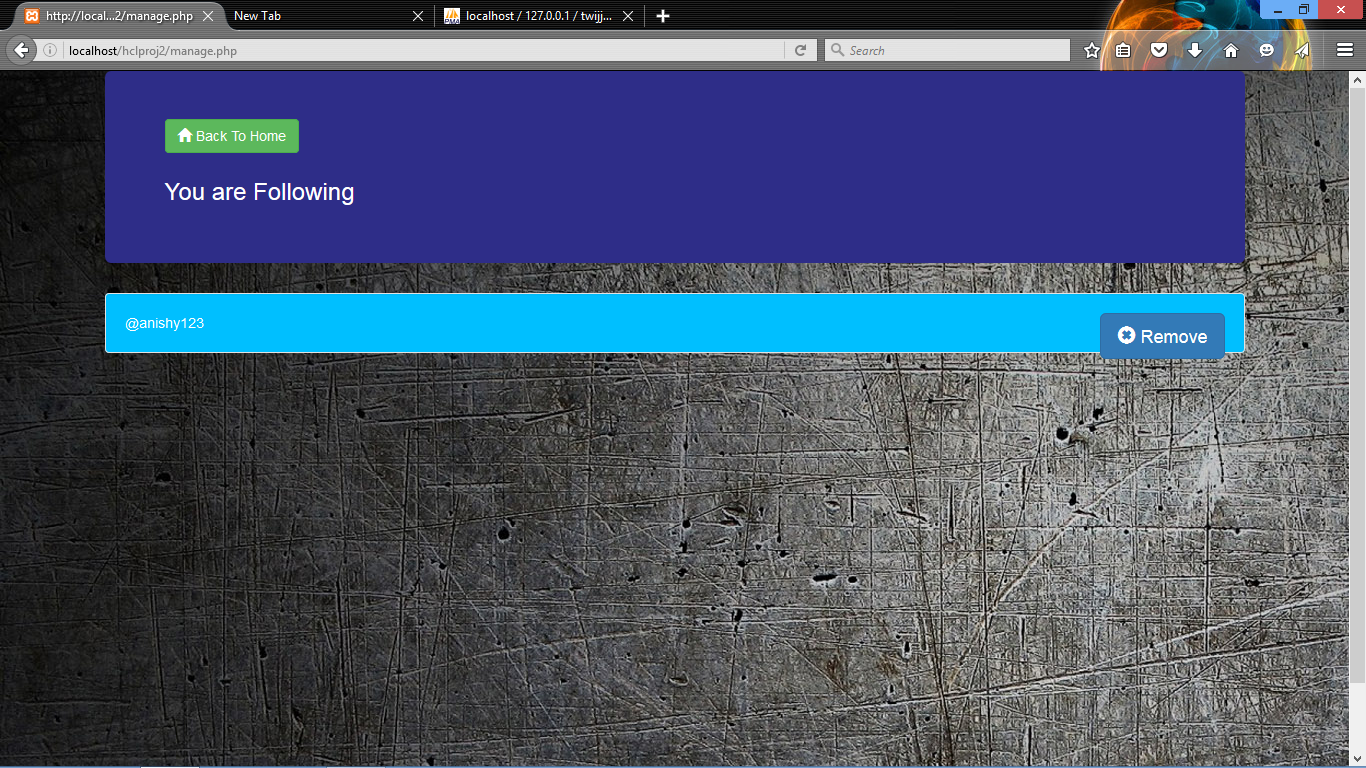 http://local...2/manage.php
New Tab
localhost / 127.0.0.1 / twijj...
localhost/hclproj2/manage.php
Search
Back To Home
You are Following
@anishy123
Remove